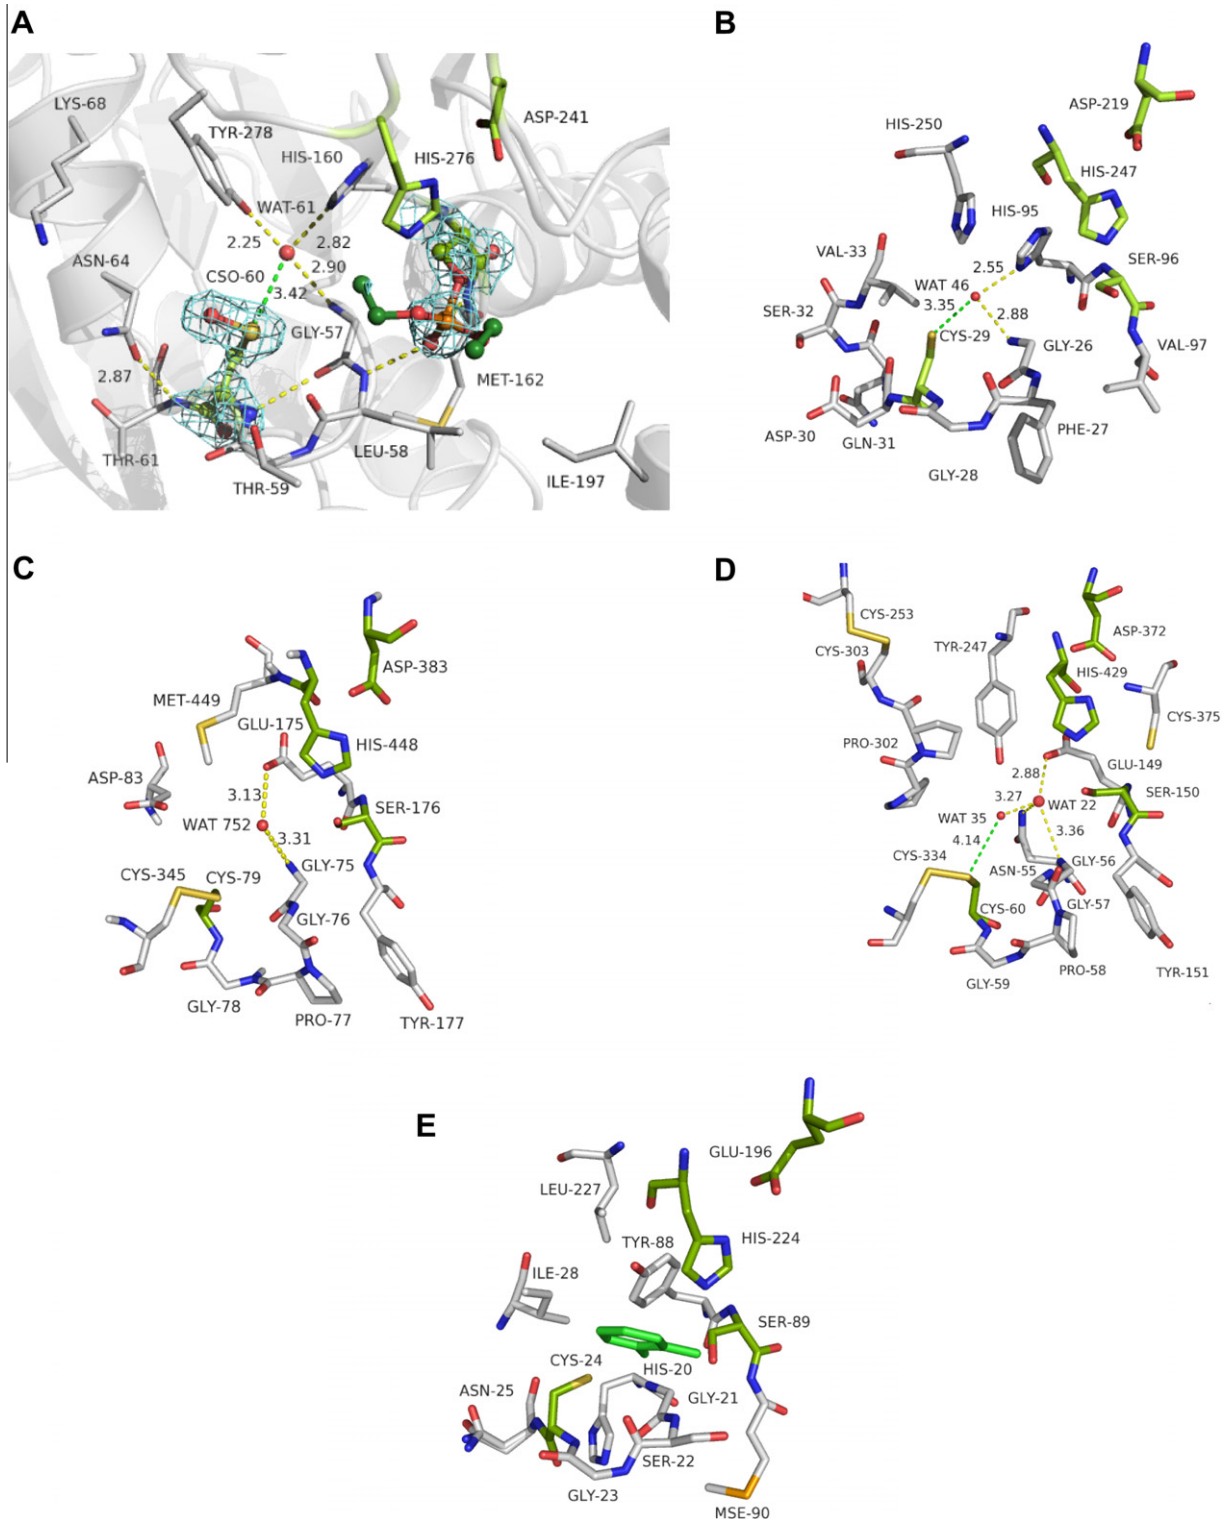 A
LYS-68
TYR-278
ASP-241
HIS-160
HIS-276
WAT-61
2.25
2.82
ASN-64
CSO-60
2.90
3.42
GLY-57
2.87
MET-162
THR-61
LEU-58
THR-59
ILE-197
B
ASP-219
HIS-250
HIS-247
HIS-95
VAL-33
SER-96
2.55
WAT 46
3.35
SER-32
2.88
CYS-29
GLY-26
VAL-97
ASP-30
GLN-31
PHE-27
GLY-28
C
ASP-383
MET-449
GLU-175
HIS-448
ASP-83
3.13
SER-176
WAT 752
3.31
GLY-75
CYS-345
CYS-79
GLY-76
GLY-78
PRO-77
TYR-177
D
CYS-253
ASP-372
CYS-303
TYR-247
HIS-429
CYS-375
PRO-302
GLU-149
2.88
SER-150
3.27
WAT 22
WAT 35
4.14
3.36
CYS-334
GLY-56
ASN-55
GLY-57
CYS-60
PRO-58
GLY-59
TYR-151
E
GLU-196
LEU-227
TYR-88
HIS-224
ILE-28
SER-89
CYS-24
HIS-20
ASN-25
GLY-21
SER-22
GLY-23
MSE-90